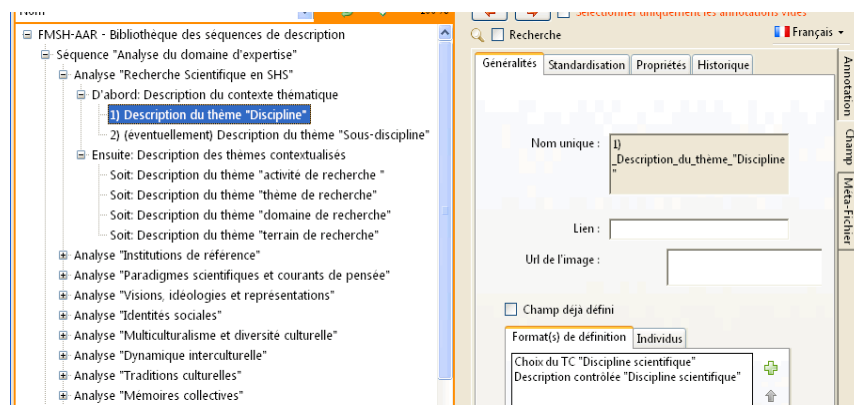 Nom
Sélectionner uniquement les annotations vides
Recherche
Français
FMSH-AAR - Bibliothèque des séquences de description
Séquence "Analyse du domaine d'expertise"
Analyse "Recherche Scientifique en SHS"
D'abord: Description du contexte thématique
1) Description du thème "Discipline"
2) (éventuellement) Description du thème "Sous-discipline"
Ensuite: Description des thèmes contextualisés
Soit: Description du thème "activité de recherche "
Soit: Description du thème "thème de recherche"
Soit: Description du thème "domaine de recherche"
Soit: Description du thème "terrain de recherche"
Analyse "Institutions de référence"
Analyse "Paradigmes scientifiques et courants de pensée"
Analyse "Visions, idéologies et représentations"
Analyse "Identités sociales"
Analyse "Multiculturalisme et diversité culturelle"
Analyse "Dynamique interculturelle"
Analyse "Traditions culturelles"
Analyse "Mémoires collectives"
Généralités Standardisation Propriétés Historique
Nom unique :
1)
_Description_du_thème_"Discipline
"
Lien :
Url de l'image :
Champ déjà défini
Format(s) de définition Individus
Choix du TC "Discipline scientifique"
Description contrôlée "Discipline scientifique"
Annotation
Champ
Méta-Fichier